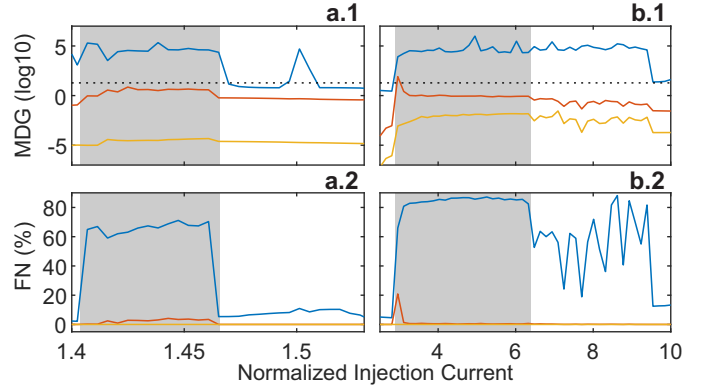 a.1
b.1
MDG (log10)
5
0
-5
a.2
b.2
FN (%)
80
60
40
20
0
1.4
1.45
1.5
4
6
8
10
Normalized Injection Current